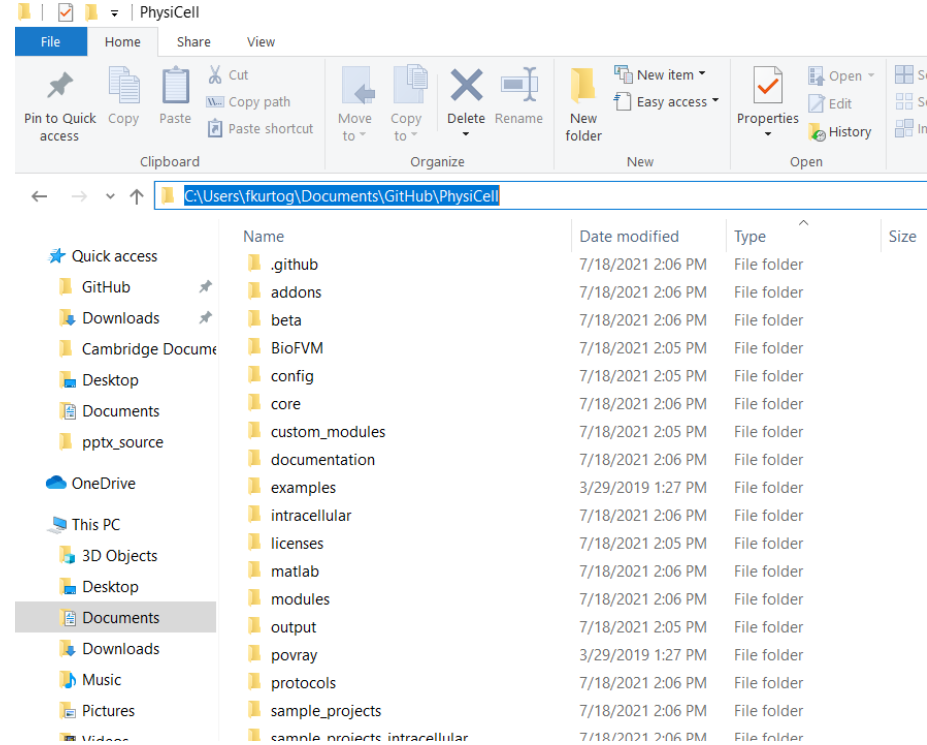 PhysiCell
File Home Share View
Pin to Quick access
Copy
Paste
Cut
Copy path
Paste shortcut
Clipboard
Move to
Copy to
Delete
Rename
Organize
New folder
New item
Easy access
New
Properties
Open
Edit
History
Open
C:\Users\fkurtog\Documents\GitHub\PhysiCell
Quick access
GitHub
Downloads
Cambridge Docume
Desktop
Documents
pptx_source
OneDrive
This PC
3D Objects
Desktop
Documents
Downloads
Music
Pictures
Videos
Name Date modified Type Size
.github 7/18/2021 2:06 PM File folder
addons 7/18/2021 2:06 PM File folder
beta 7/18/2021 2:06 PM File folder
BioFVM 7/18/2021 2:05 PM File folder
config 7/18/2021 2:05 PM File folder
core 7/18/2021 2:06 PM File folder
custom_modules 7/18/2021 2:05 PM File folder
documentation 7/18/2021 2:06 PM File folder
examples 3/29/2019 1:27 PM File folder
intracellular 7/18/2021 2:06 PM File folder
licenses 7/18/2021 2:05 PM File folder
matlab 7/18/2021 2:06 PM File folder
modules 7/18/2021 2:06 PM File folder
output 7/18/2021 2:05 PM File folder
povray 3/29/2019 1:27 PM File folder
protocols 7/18/2021 2:06 PM File folder
sample_projects 7/18/2021 2:06 PM File folder
sample_projects_intracellular 7/18/2021 2:06 PM File folder